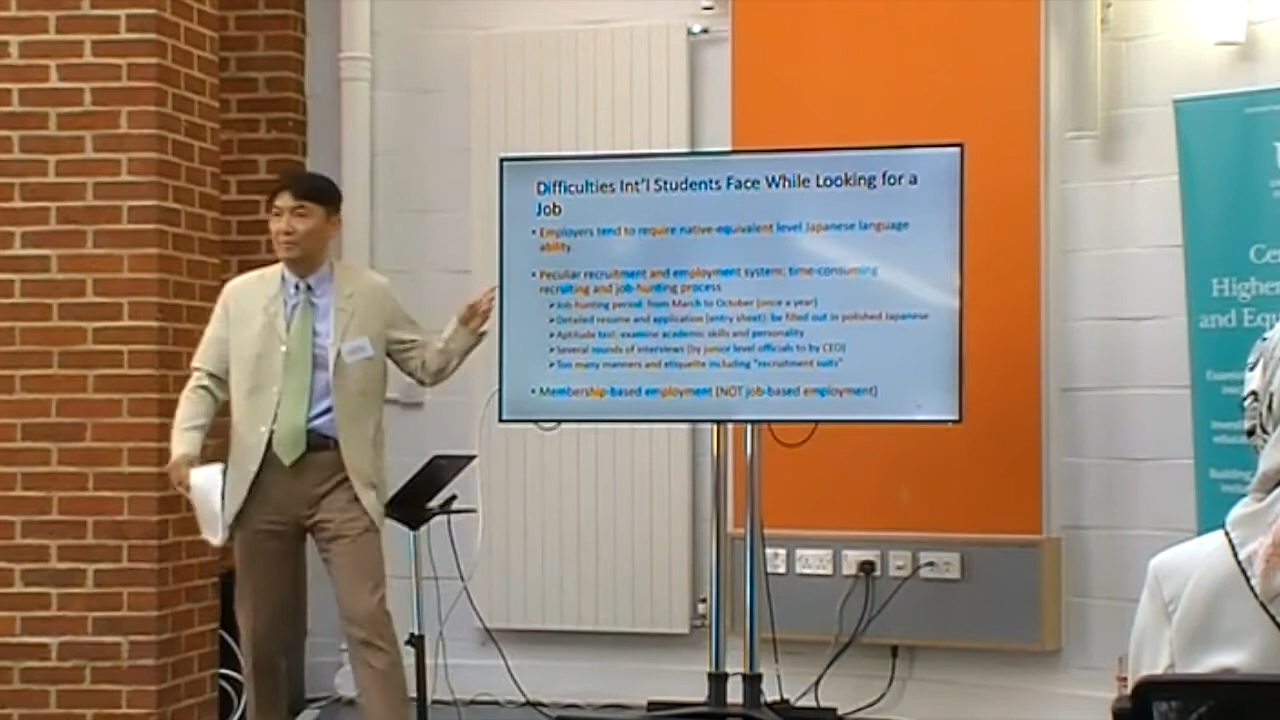 Difficulties Int'l Students Face While Looking for a
Job
• Employers tend to require native-equivalent level Japanese language
ability
• Peculiar recruitment and employment system; time-consuming
recruiting and job-hunting process
➢ Job hunting period: from March to October (once a year)
➢ Detailed resume and application (entry sheet): be filled out in polished Japanese
➢ Aptitude test: examine academic skills and personality
➢ Several rounds of interviews (by junior level officials to by CEO)
➢ Too many manners and etiquette including "recruitment suits"
• Membership-based employment (NOT job-based employment)
Higher
and Equ